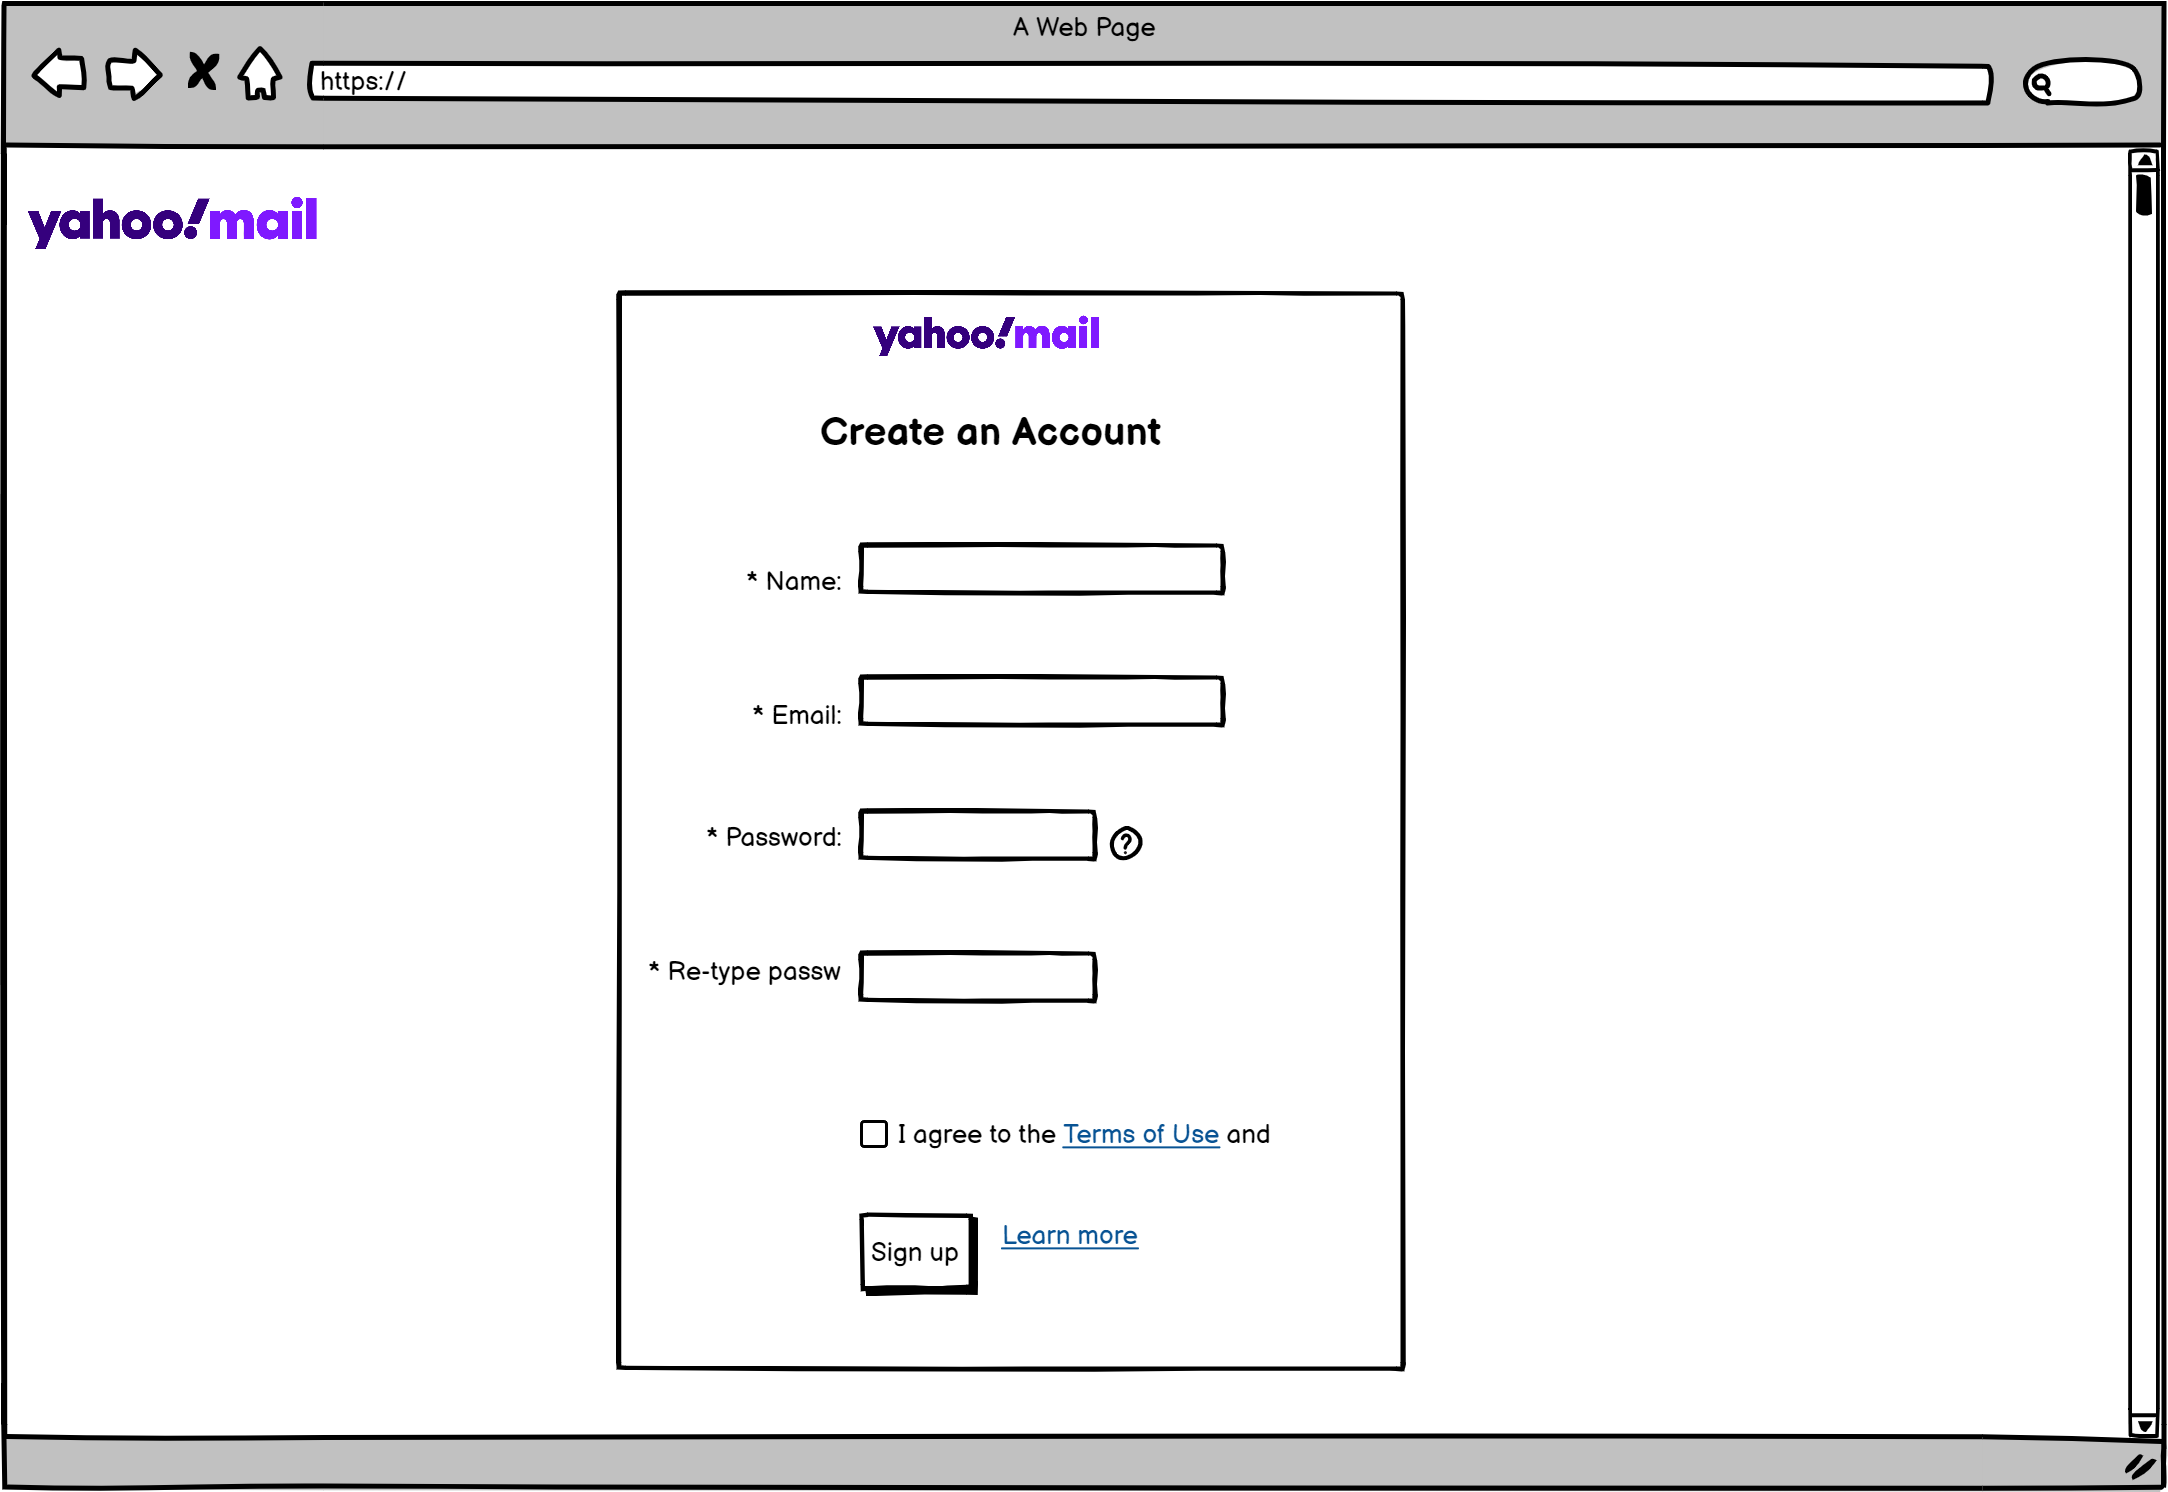 A Web Page
https://
yahoo!mail
yahoo!mail
Create an Account
* Name:
* Email:
* Password:
?
* Re-type passw
I agree to the Terms of Use and
Sign up
Learn more